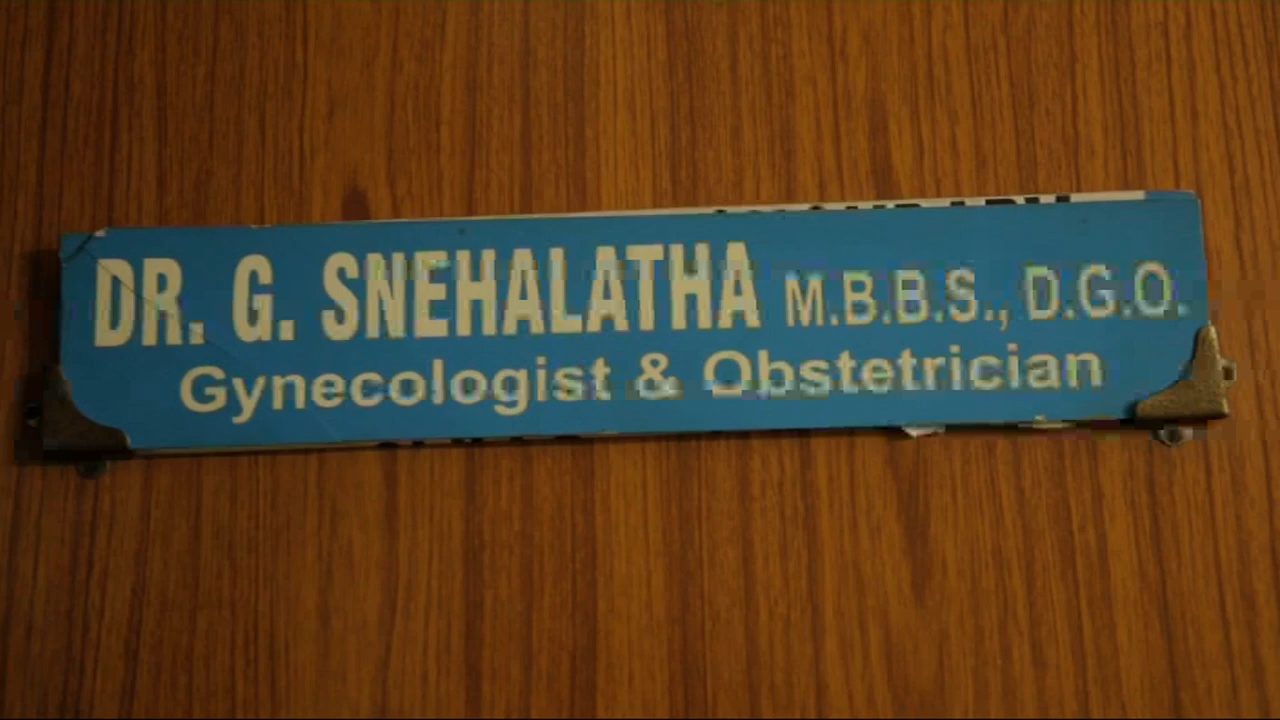 DR. G. SNEHALATHA M.B.B.S., D.G.O.
Gynecologist & Obstetrician